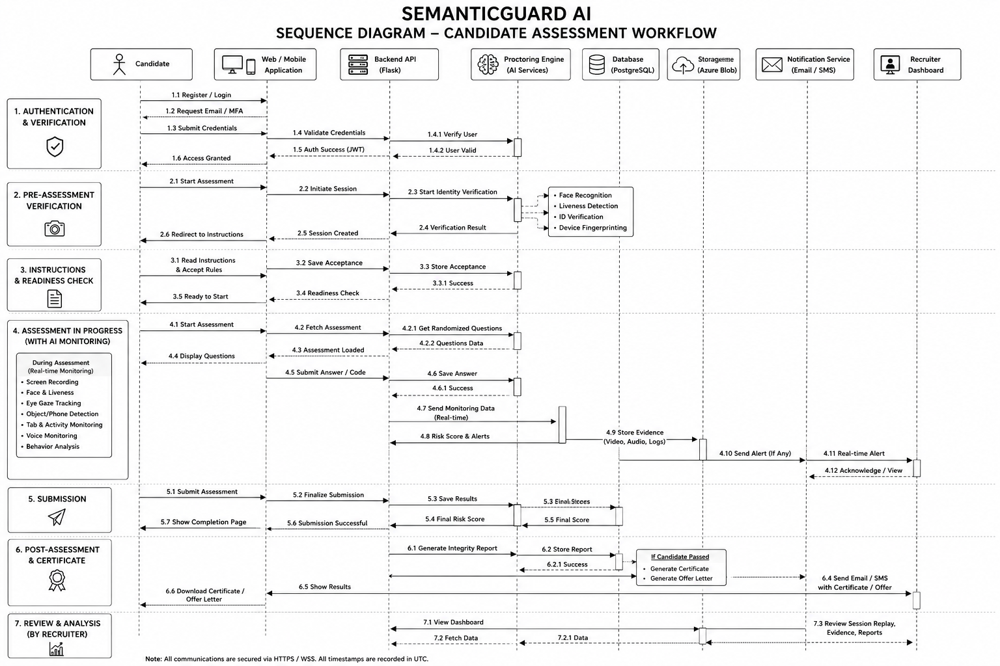 SEMANTICGUARD AI
SEQUENCE DIAGRAM – CANDIDATE ASSESSMENT WORKFLOW
Candidate
Web / Mobile
Application
Backend API
(Flask)
Proctoring Engine
(AI Services)
Database
(PostgreSQL)
(Azure Blob)
Notification Service
(Email / SMS)
Recruiter
Dashboard
1. AUTHENTICATION
& VERIFICATION
1.1 Register / Login
1.2 Request Email / MFA
1.3 Submit Credentials
1.4 Validate Credentials
1.4.1 Verify User
1.5 Auth Success (JWT)
1.4.2 User Valid
1.6 Access Granted
2. PRE-ASSESSMENT
VERIFICATION
2.1 Start Assessment
2.2 Initiate Session
2.3 Start Identity Verification
• Face Recognition
• Liveness Detection
• ID Verification
• Device Fingerprinting
2.4 Verification Result
2.5 Session Created
2.6 Redirect to Instructions
3. INSTRUCTIONS
& READINESS CHECK
3.1 Read Instructions
& Accept Rules
3.2 Save Acceptance
3.3 Store Acceptance
3.3.1 Success
3.4 Readiness Check
3.5 Ready to Start
4. ASSESSMENT IN PROGRESS
(WITH AI MONITORING)
During Assessment
(Real-time Monitoring)
• Screen Recording
• Face & Liveness
• Eye Gaze Tracking
• Object/Phone Detection
• Tab & Activity Monitoring
• Voice Monitoring
• Behavior Analysis
4.1 Start Assessment
4.2 Fetch Assessment
4.2.1 Get Randomized Questions
4.2.2 Questions Data
4.3 Assessment Loaded
4.4 Display Questions
4.5 Submit Answer / Code
4.6 Save Answer
4.6.1 Success
4.7 Send Monitoring Data
(Real-time)
4.8 Risk Score & Alerts
4.9 Store Evidence
(Video, Audio, Logs)
4.10 Send Alert (If Any)
4.11 Real-time Alert
4.12 Acknowledge / View
5. SUBMISSION
5.1 Submit Assessment
5.2 Finalize Submission
5.3 Save Results
5.3 Final
5.4 Final Risk Score
5.5 Final Score
5.6 Submission Successful
5.7 Show Completion Page
6. POST-ASSESSMENT
& CERTIFICATE
6.1 Generate Integrity Report
6.2 Store Report
6.2.1 Success
If Candidate Passed
• Generate Certificate
• Generate Offer Letter
6.4 Send Email / SMS
with Certificate / Offer
6.5 Show Results
6.6 Download Certificate /
Offer Letter
7. REVIEW & ANALYSIS
(BY RECRUITER)
7.1 View Dashboard
7.2 Fetch Data
7.2.1 Data
7.3 Review Session Replay,
Evidence, Reports
Note: All communications are secured via HTTPS / WSS. All timestamps are recorded in UTC.